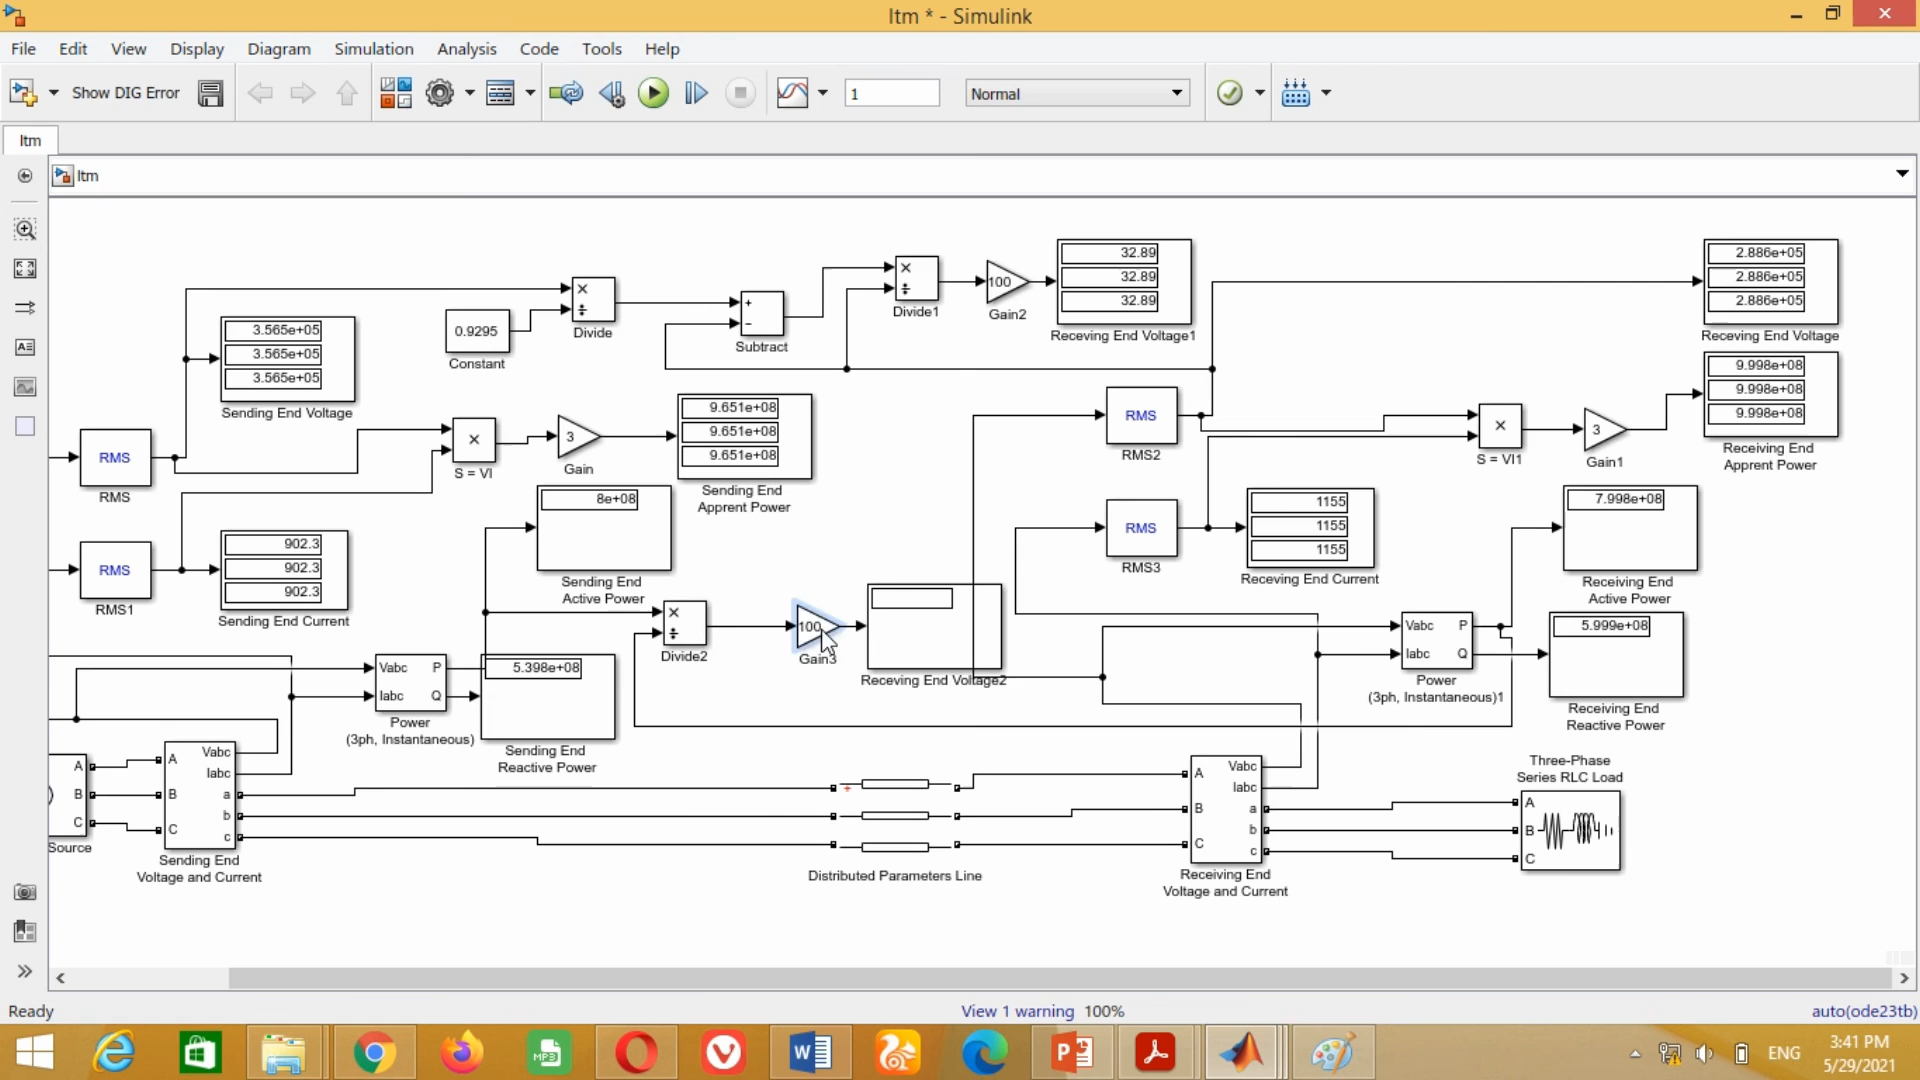 ltm * - Simulink
File Edit View Display Diagram Simulation Analysis Code Tools Help
Show DIG Error
1
Normal
ltm
ltm
32.89
32.89
32.89
Receving End Voltage1
2.886e+05
2.886e+05
2.886e+05
Receving End Voltage
×
÷
Divide1
100
Gain2
×
÷
Divide
+
-
Subtract
0.9295
Constant
3.565e+05
3.565e+05
3.565e+05
Sending End Voltage
9.998e+08
9.998e+08
9.998e+08
Receiving End
Apprent Power
9.651e+08
9.651e+08
9.651e+08
Sending End
Apprent Power
RMS
RMS
×
S = VI
3
Gain
RMS
RMS2
×
S = VI1
3
Gain1
8e+08
Sending End
Active Power
902.3
902.3
902.3
Sending End Current
RMS
RMS1
RMS
RMS3
1155
1155
1155
Receving End Current
7.998e+08
Receiving End
Active Power
×
÷
Divide2
100
Gain3
Receving End Voltage2
Vabc P
Iabc Q
Power
(3ph, Instantaneous)1
5.999e+08
Receiving End
Reactive Power
Vabc P
Iabc Q
Power
(3ph, Instantaneous)
5.398e+08
Sending End
Reactive Power
A
B
C
Source
A
B
C
Vabc
Iabc
a
b
c
Sending End
Voltage and Current
+
Distributed Parameters Line
A
B
C
Vabc
Iabc
a
b
c
Receiving End
Voltage and Current
Three-Phase
Series RLC Load
A
B
C
Ready
View 1 warning 100%
auto(ode23tb)
MP3
ENG
3:41 PM
5/29/2021